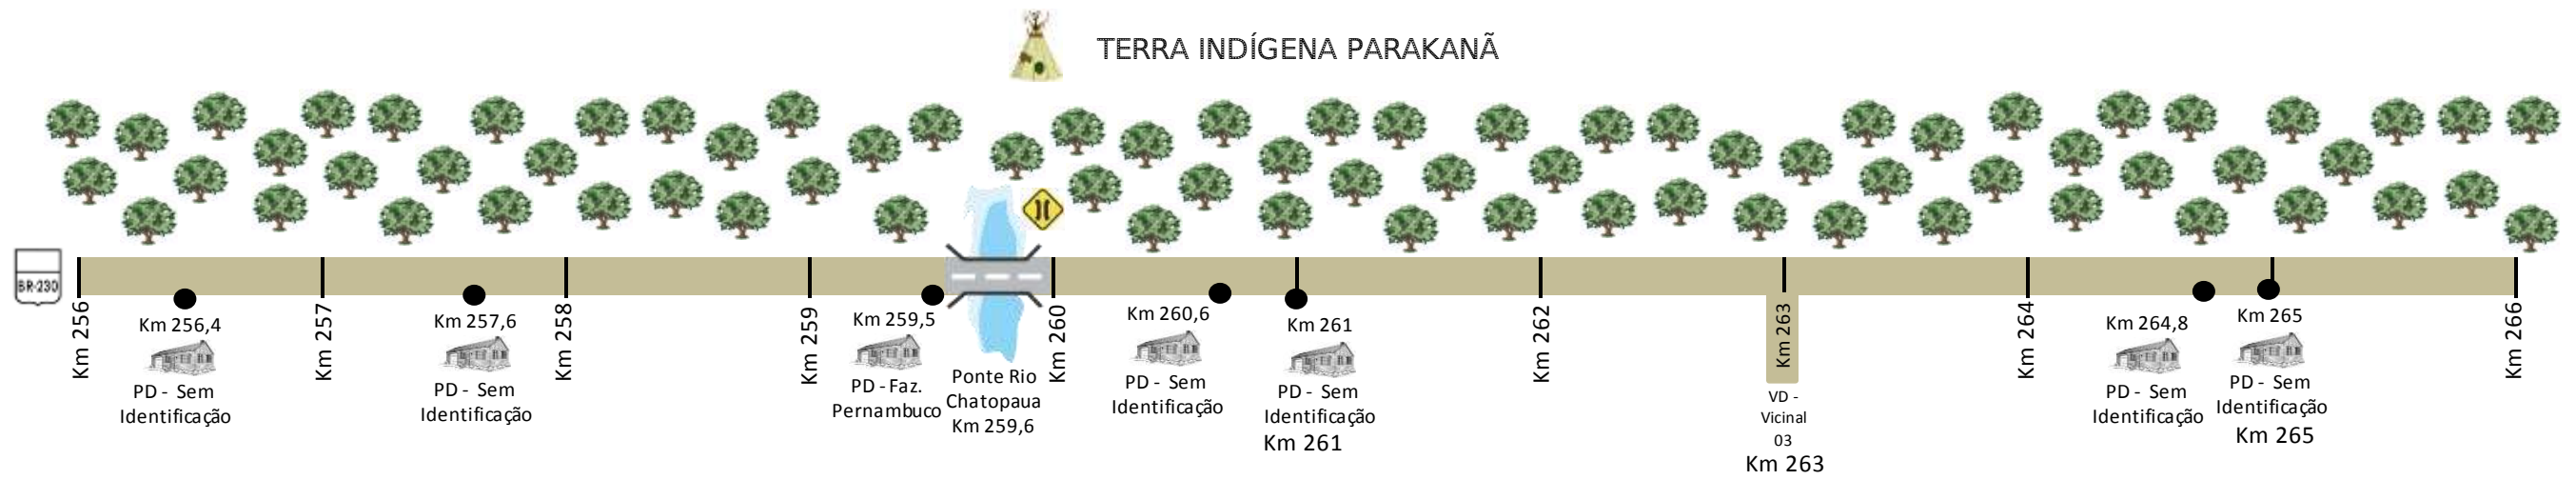 TERRA INDÍGENA PARAKANÃ
BR-230
Km 256
Km 256,4
PD - Sem
Identificação
Km 257
Km 257,6
PD - Sem
Identificação
Km 258
Km 259
Km 259,5
PD - Faz.
Pernambuco
Ponte Rio
Chatopaua
Km 259,6
Km 260
Km 260,6
PD - Sem
Identificação
Km 261
PD - Sem
Identificação
Km 261
Km 262
Km 263
VD -
Vicinal
03
Km 263
Km 264
Km 264,8
PD - Sem
Identificação
Km 265
PD - Sem
Identificação
Km 265
Km 266